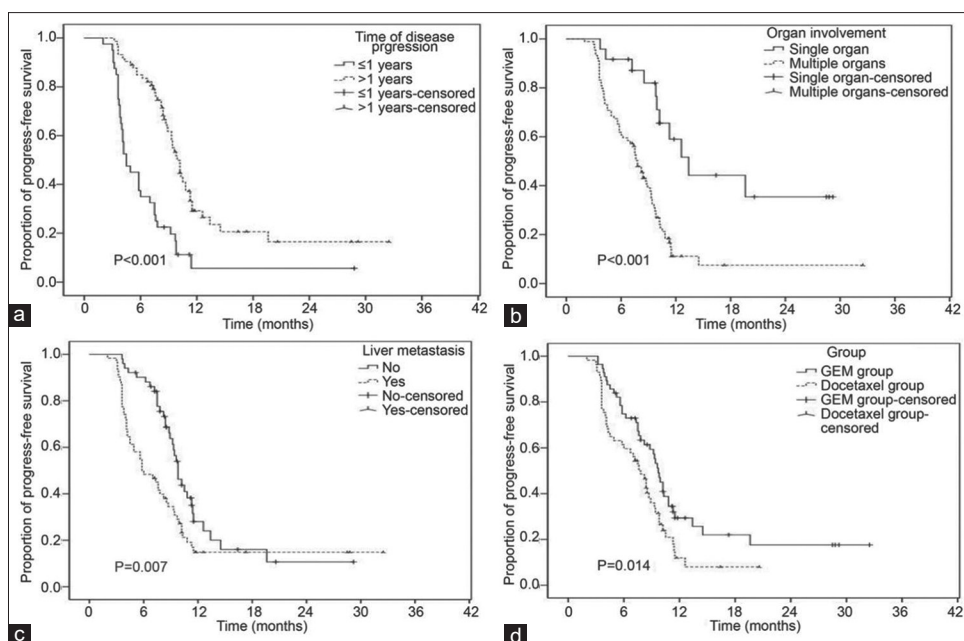 Time of disease
prgression
≤1 years
>1 years
≤1 years-censored
>1 years-censored
Proportion of progress-free survival
1.0
0.8
0.6
0.4
0.2
0.0
P<0.001
0 6 12 18 24 30 36 42
Time (months)
a
Organ involvement
Single organ
Multiple organs
Single organ-censored
Multiple organs-censored
Proportion of progress-free survival
1.0
0.8
0.6
0.4
0.2
0.0
P<0.001
0 6 12 18 24 30 36 42
Time (months)
b
Liver metastasis
No
Yes
No-censored
Yes-censored
Proportion of progress-free survival
1.0
0.8
0.6
0.4
0.2
0.0
P=0.007
0 6 12 18 24 30 36 42
Time (months)
c
Group
GEM group
Docetaxel group
GEM group-censored
Docetaxel group-
censored
Proportion of progress-free survival
1.0
0.8
0.6
0.4
0.2
0.0
P=0.014
0 6 12 18 24 30 36 42
Time (months)
d